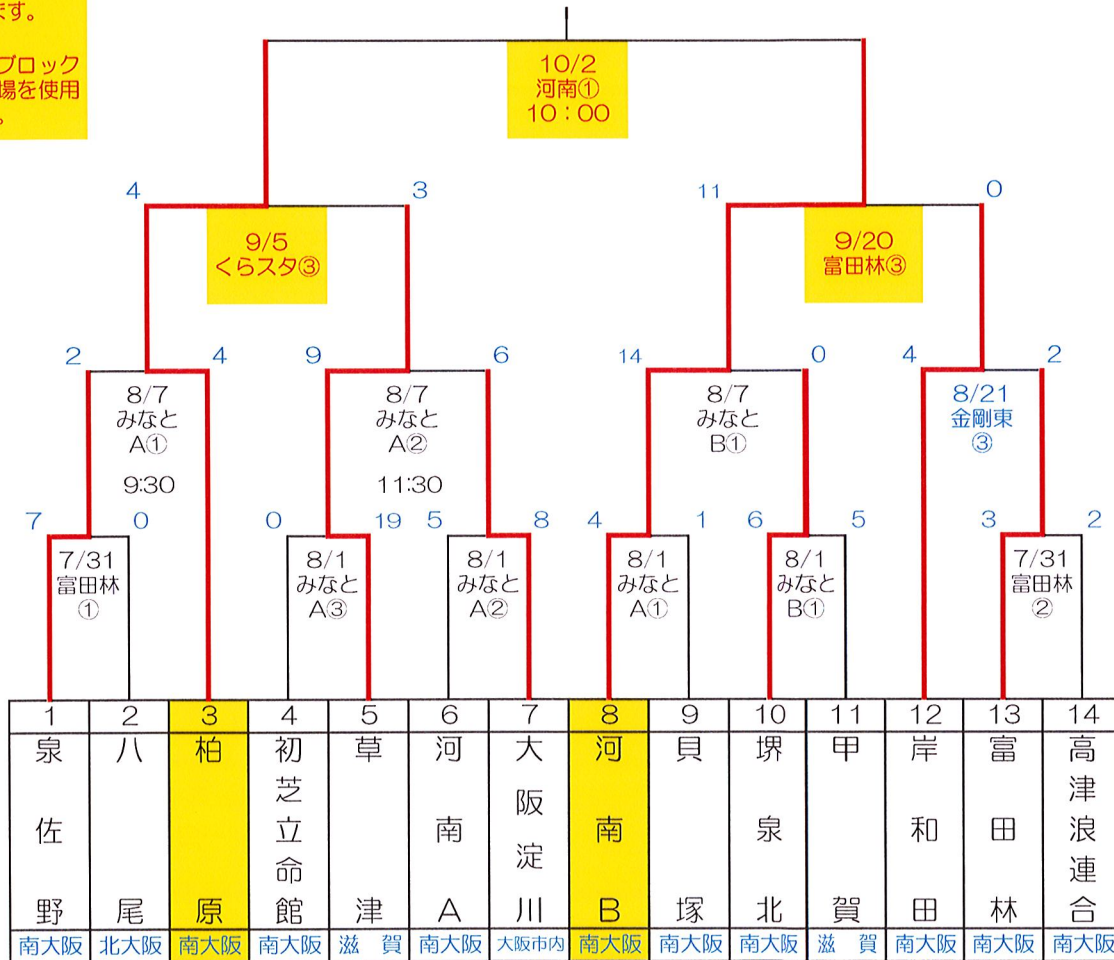 ます。
ブロック
場を使用
。
10/2
河南①
10：00
4
3
11
0
9/5
くらスタ③
9/20
富田林③
2
4
9
6
14
0
4
2
8/7
みなと
A①
9:30
8/7
みなと
A②
11:30
8/7
みなと
B①
8/21
金剛東
③
7
0
0
19
5
8
4
1
6
5
3
2
7/31
富田林
①
8/1
みなと
A③
8/1
みなと
A②
8/1
みなと
A①
8/1
みなと
B①
7/31
富田林
②
1 2 3 4 5 6 7 8 9 10 11 12 13 14
泉佐野
八尾
柏原
初芝立命館
草津
河南A
大阪淀川
河南B
貝塚
堺泉北
甲賀
岸和田
富田林
高津浪連合
南大阪 北大阪 南大阪 南大阪 滋賀 南大阪 大阪市内 南大阪 南大阪 南大阪 滋賀 南大阪 南大阪 南大阪